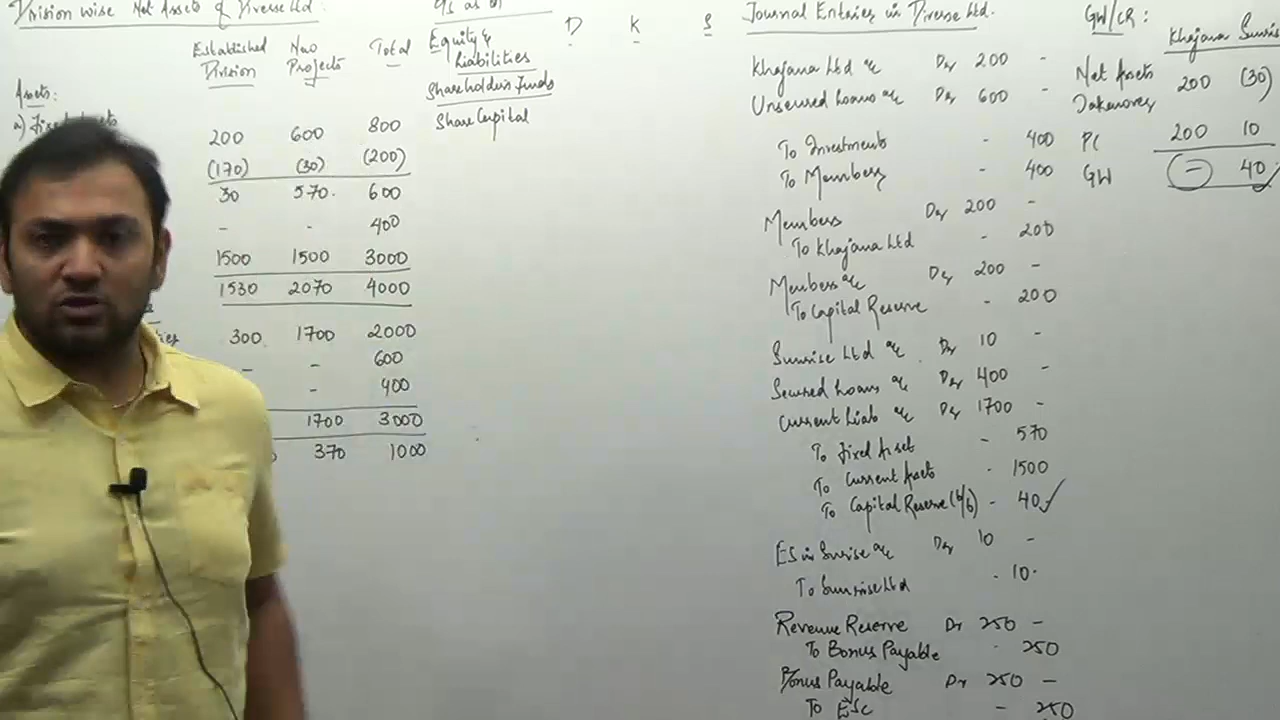 Division wise Net Assets of Diverse Ltd.
Established Division
New Projects
Total
Assets:
a) Fixed Assets
200 600 800
(170) (30) (200)
30 570 600
- - 400
1500 1500 3000
1530 2070 4000
300 1700 2000
- - 600
- 400
1700 3000
370 1000
BS as at
Equity & Liabilities
D K S
Shareholder's Funds
Share Capital
Journal Entries in Diverse Ltd.
Khajana Ltd a/c Dr 200 -
Unsecured Loans a/c Dr 600 -
To Investments - 400
To Members - 400
Members Dr 200 -
To Khajana Ltd - 200
Members a/c Dr 200 -
To Capital Reserve - 200
Sunrise Ltd a/c Dr 10 -
Secured Loans a/c Dr 400 -
Current Liab a/c Dr 1700 -
To Fixed Asset - 570
To Current Assets - 1500
To Capital Reserve (b/b) - 40 ✓
ES in Sunrise a/c Dr 10 -
To Sunrise Ltd - 10
Revenue Reserve Dr 250 -
To Bonus Payable - 250
Bonus Payable Dr 250 -
To ESC - 250
GW/CR:
Khajana Sunrise
Net Assets Takenover 200 (30)
PC 200 10
GW - 40 ✓